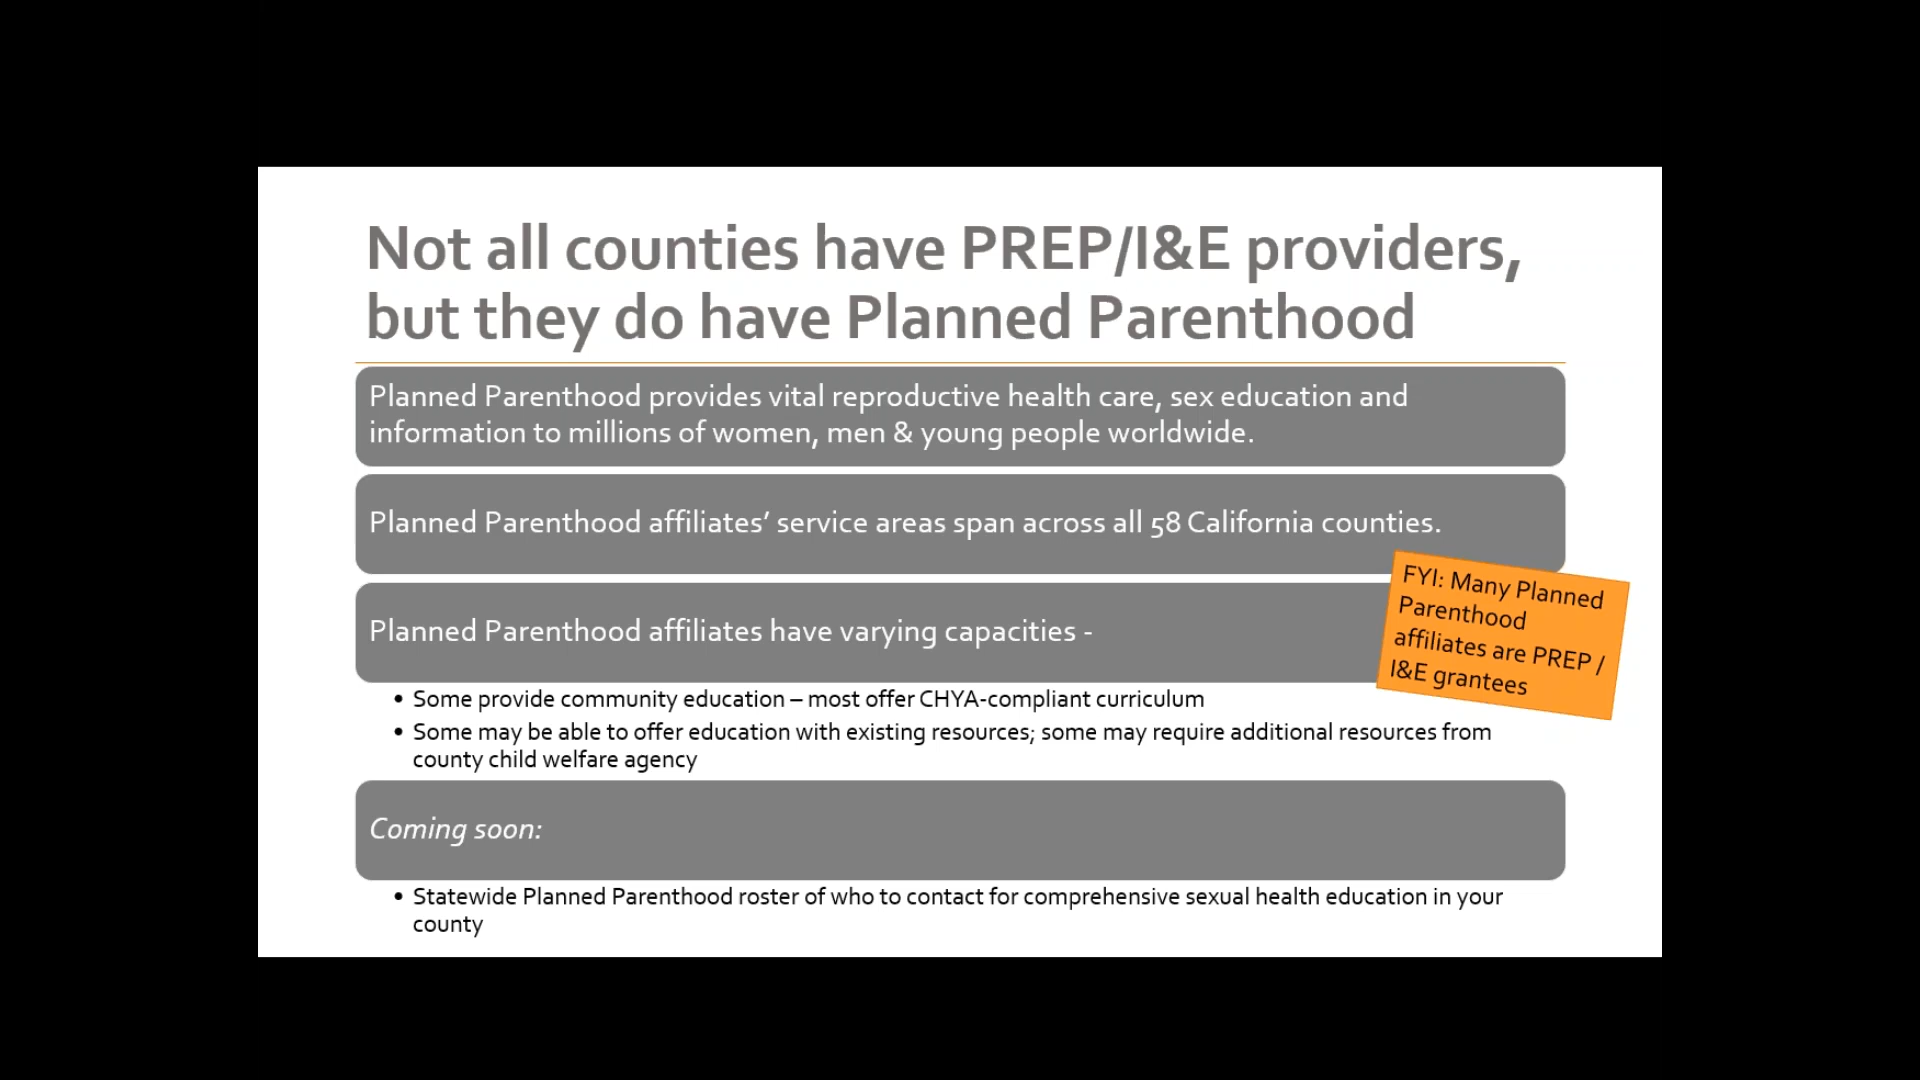 Not all counties have PREP/I&E providers,
but they do have Planned Parenthood
Planned Parenthood provides vital reproductive health care, sex education and
information to millions of women, men & young people worldwide.
Planned Parenthood affiliates’ service areas span across all 58 California counties.
FYI: Many Planned
Parenthood
affiliates are PREP /
I&E grantees
Planned Parenthood affiliates have varying capacities -
• Some provide community education – most offer CHYA-compliant curriculum
• Some may be able to offer education with existing resources; some may require additional resources from
county child welfare agency
Coming soon:
• Statewide Planned Parenthood roster of who to contact for comprehensive sexual health education in your
county